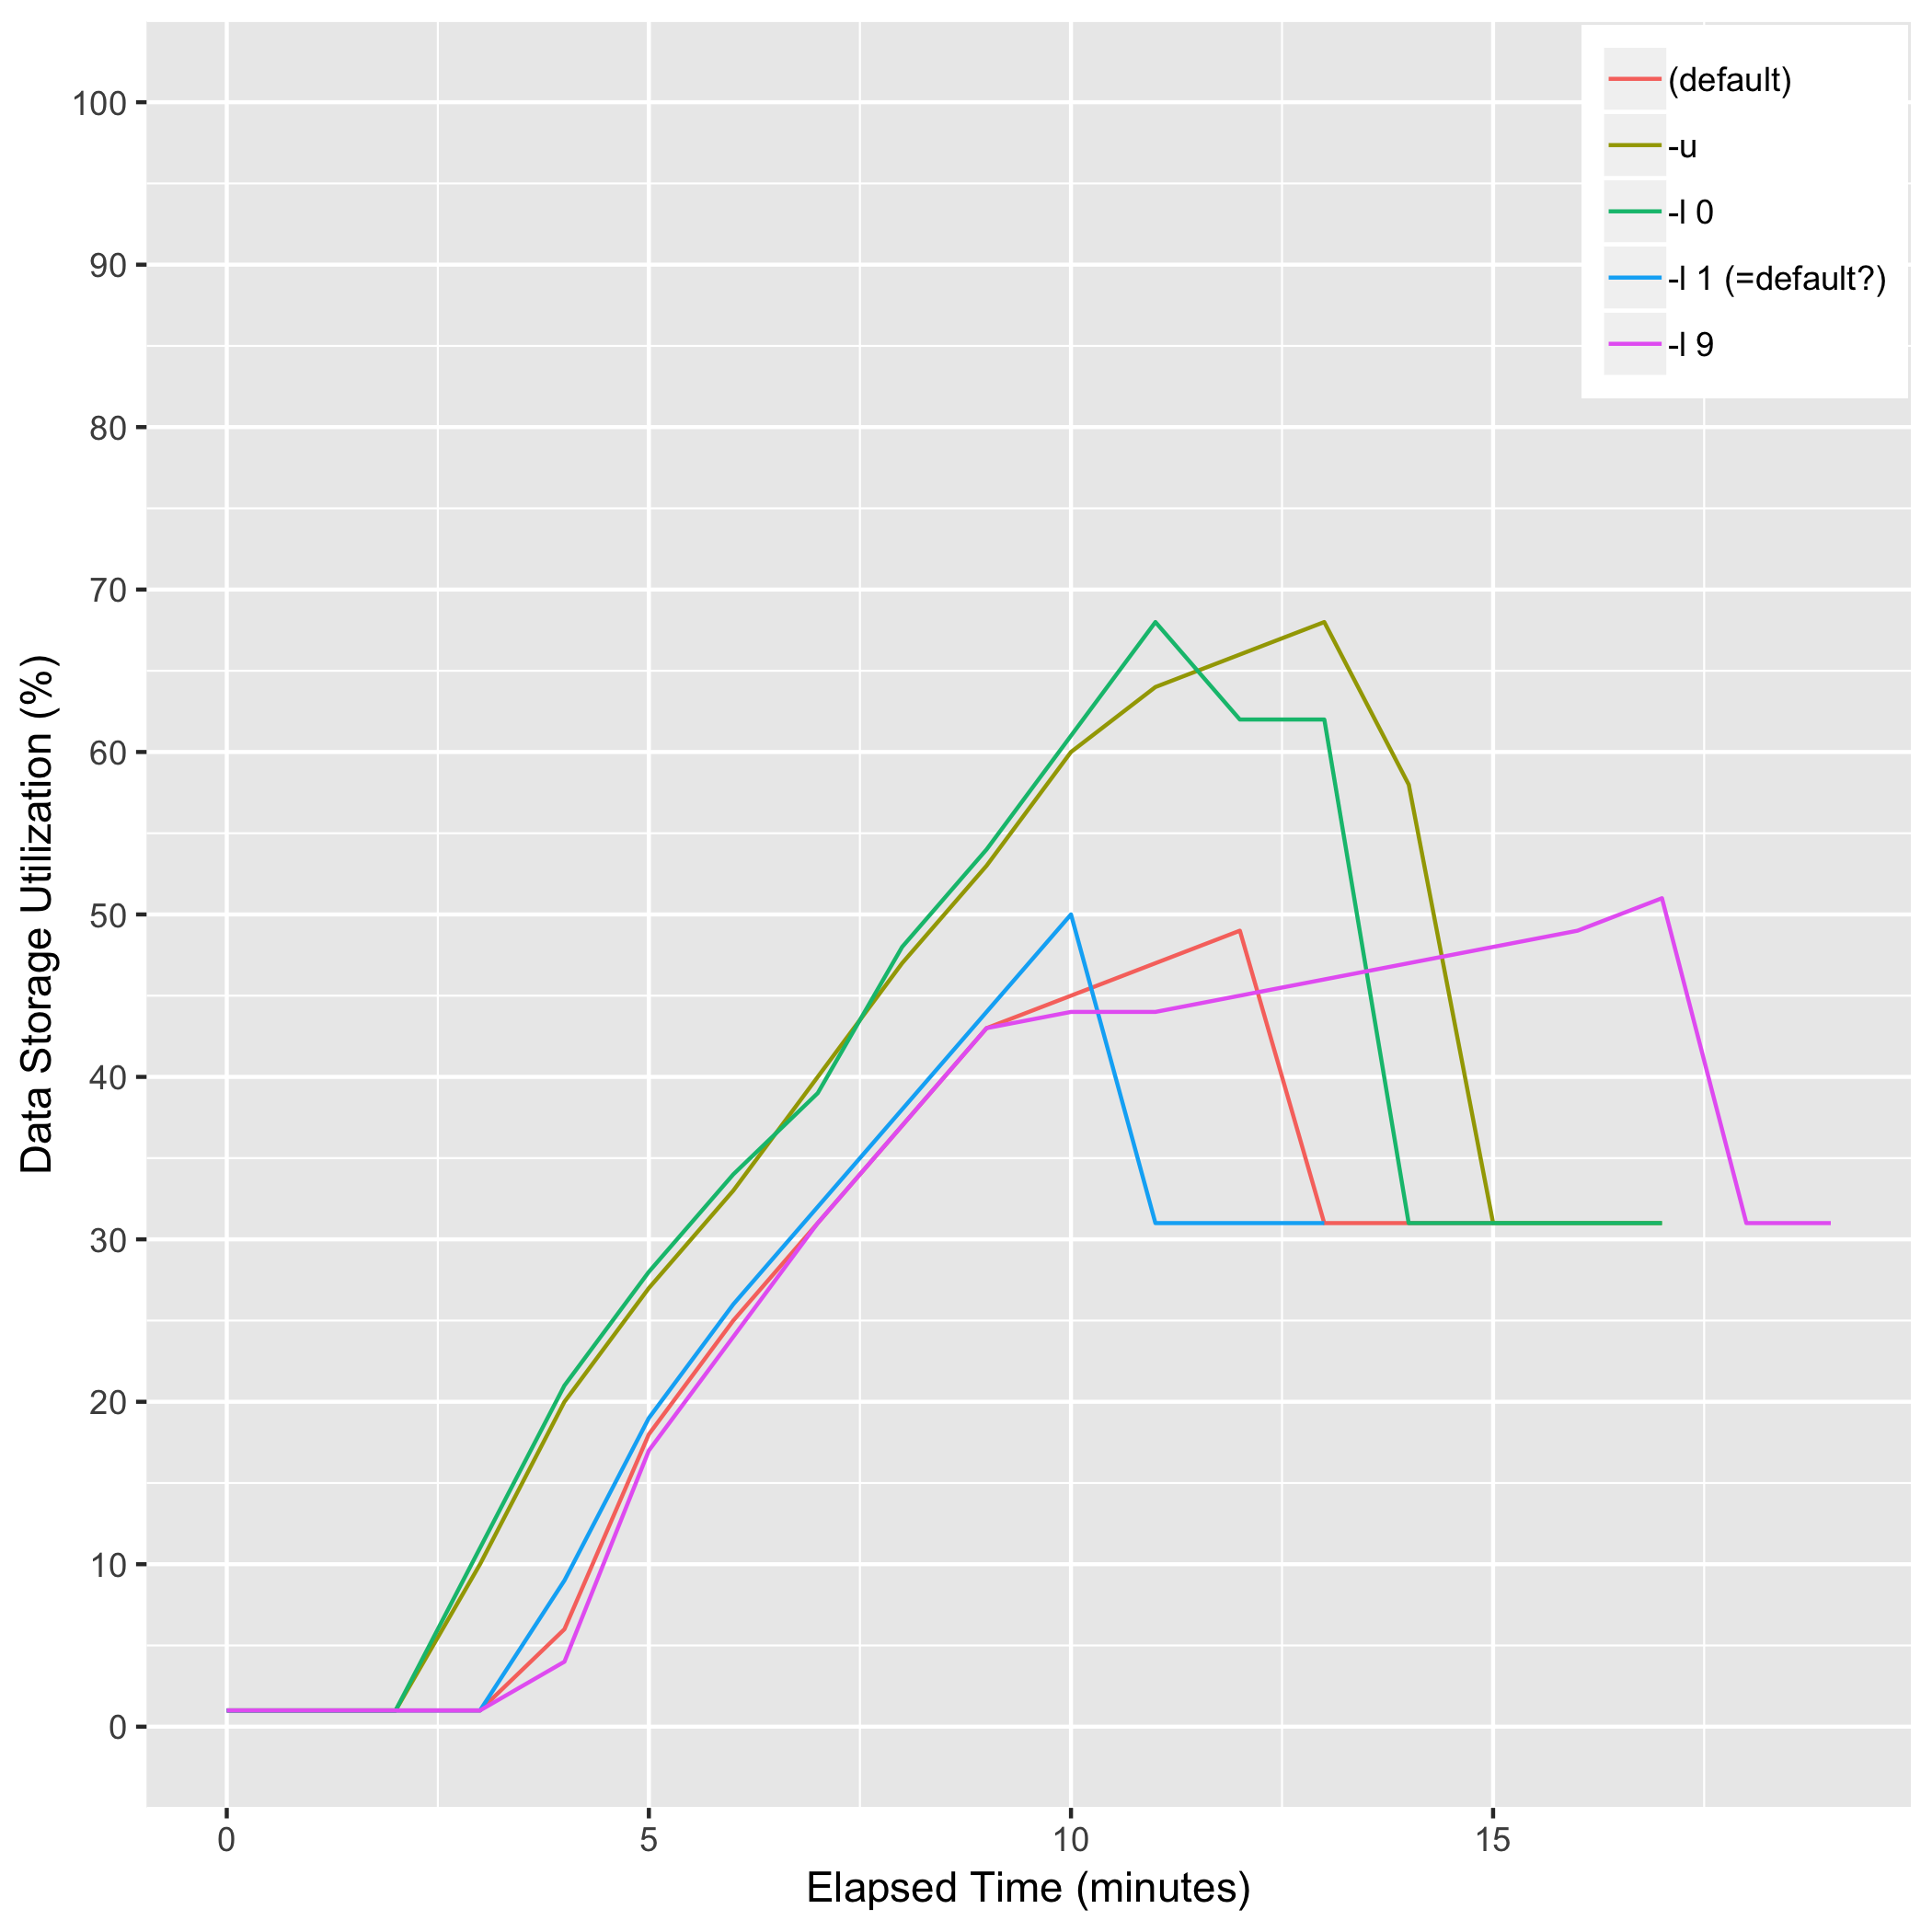 (default)
-u
-l 0
-l 1 (=default?)
-l 9
100
90
80
70
60
50
40
30
20
10
0
Data Storage Utilization (%)
0 5 10 15
Elapsed Time (minutes)